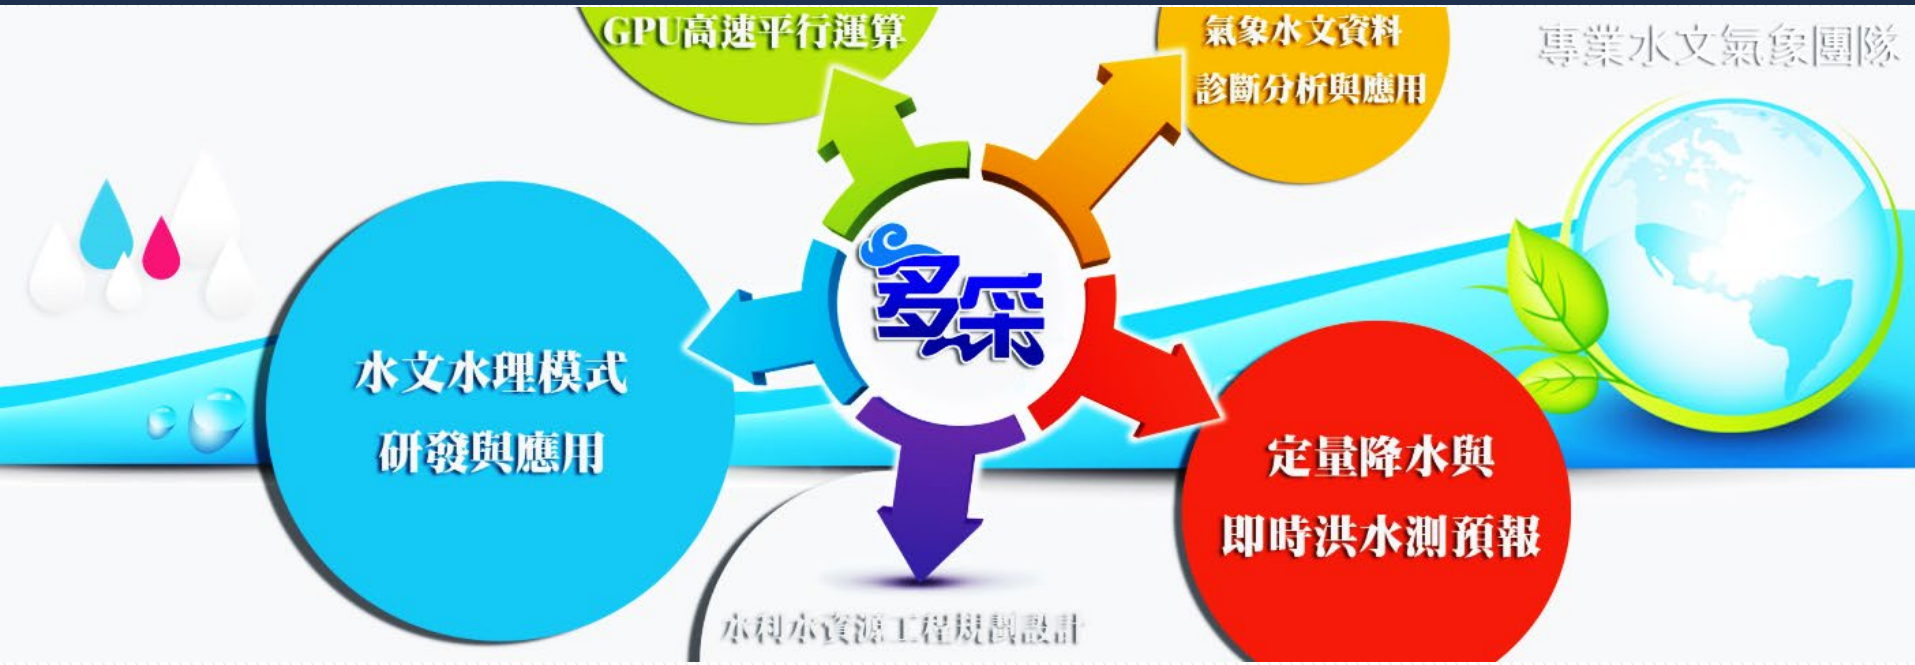 GPU高速平行運算
氣象水文資料
診斷分析與應用
專業水文氣象團隊
多采
水文水理模式
研發與應用
定量降水與
即時洪水測預報
水利水資源工程規劃設計